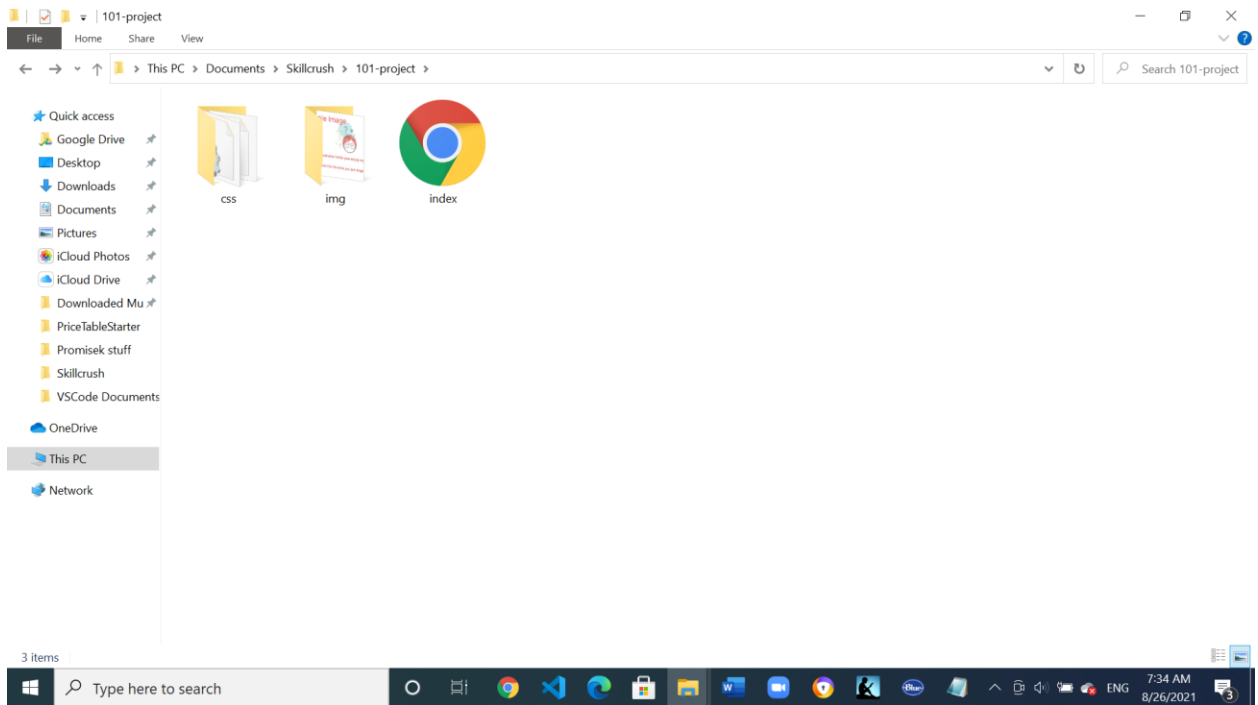 101-project
File Home Share View
This PC > Documents > Skillcrush > 101-project >
Search 101-project
Quick access
Google Drive
Desktop
Downloads
Documents
Pictures
iCloud Photos
iCloud Drive
Downloaded Mu
PriceTableStarter
Promisek stuff
Skillcrush
VSCode Documents
OneDrive
This PC
Network
css img index
3 items
Type here to search
ENG
7:34 AM
8/26/2021
3